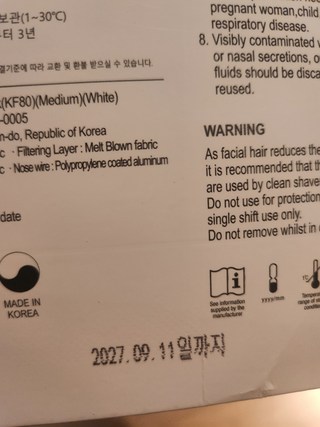 보관(1~30℃)
부터 3년
결기준에 따라 교환 및 환불 받으실 수 있습니다.
(KF80)(Medium)(White)
-0005
-do, Republic of Korea
· Filtering Layer : Melt Blown fabric
· Nose wire : Polypropylene coated aluminum
date
MADE IN
KOREA
pregnant woman,child
respiratory disease.
8. Visibly contaminated
or nasal secretions, o
fluids should be disca
reused.
WARNING
As facial hair reduces the
it is recommended that th
are used by clean shave
Do not use for protection
single shift use only.
Do not remove whilst in
See information
supplied by the
manufacturer
yyyy/mm
2027.09.11일까지